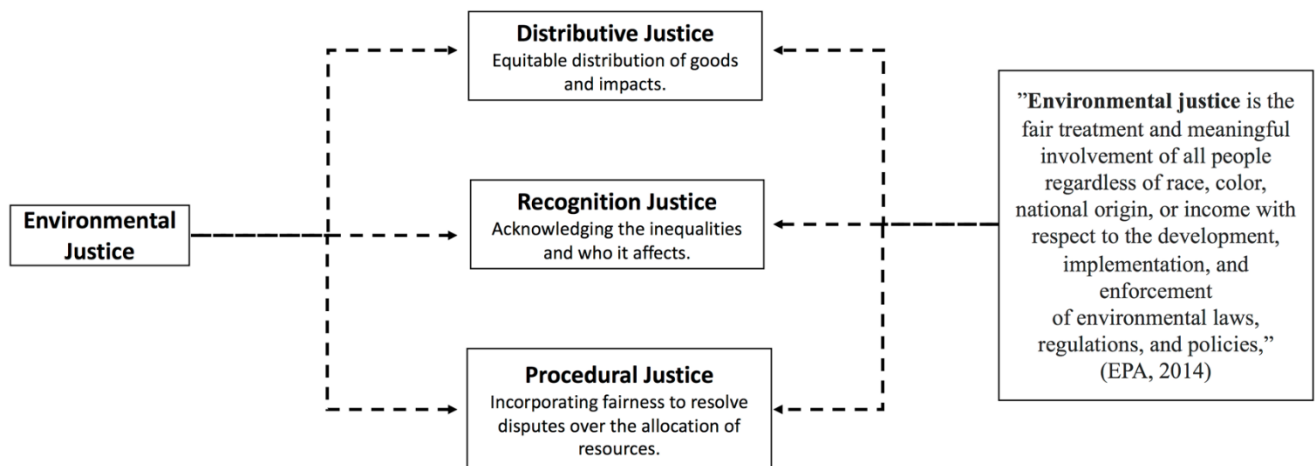 Distributive Justice
Equitable distribution of goods
and impacts.
Environmental
Justice
Recognition Justice
Acknowledging the inequalities
and who it affects.
Procedural Justice
Incorporating fairness to resolve
disputes over the allocation of
resources.
”Environmental justice is the
fair treatment and meaningful
involvement of all people
regardless of race, color,
national origin, or income with
respect to the development,
implementation, and
enforcement
of environmental laws,
regulations, and policies,”
(EPA, 2014)